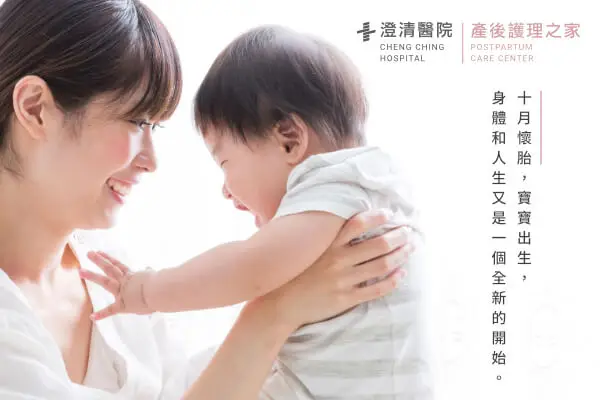 澄清醫院
CHENG CHING
HOSPITAL
產後護理之家
POSTPARTUM
CARE CENTER
十月懷胎，寶寶出生，
身體和人生又是一個全新的開始。